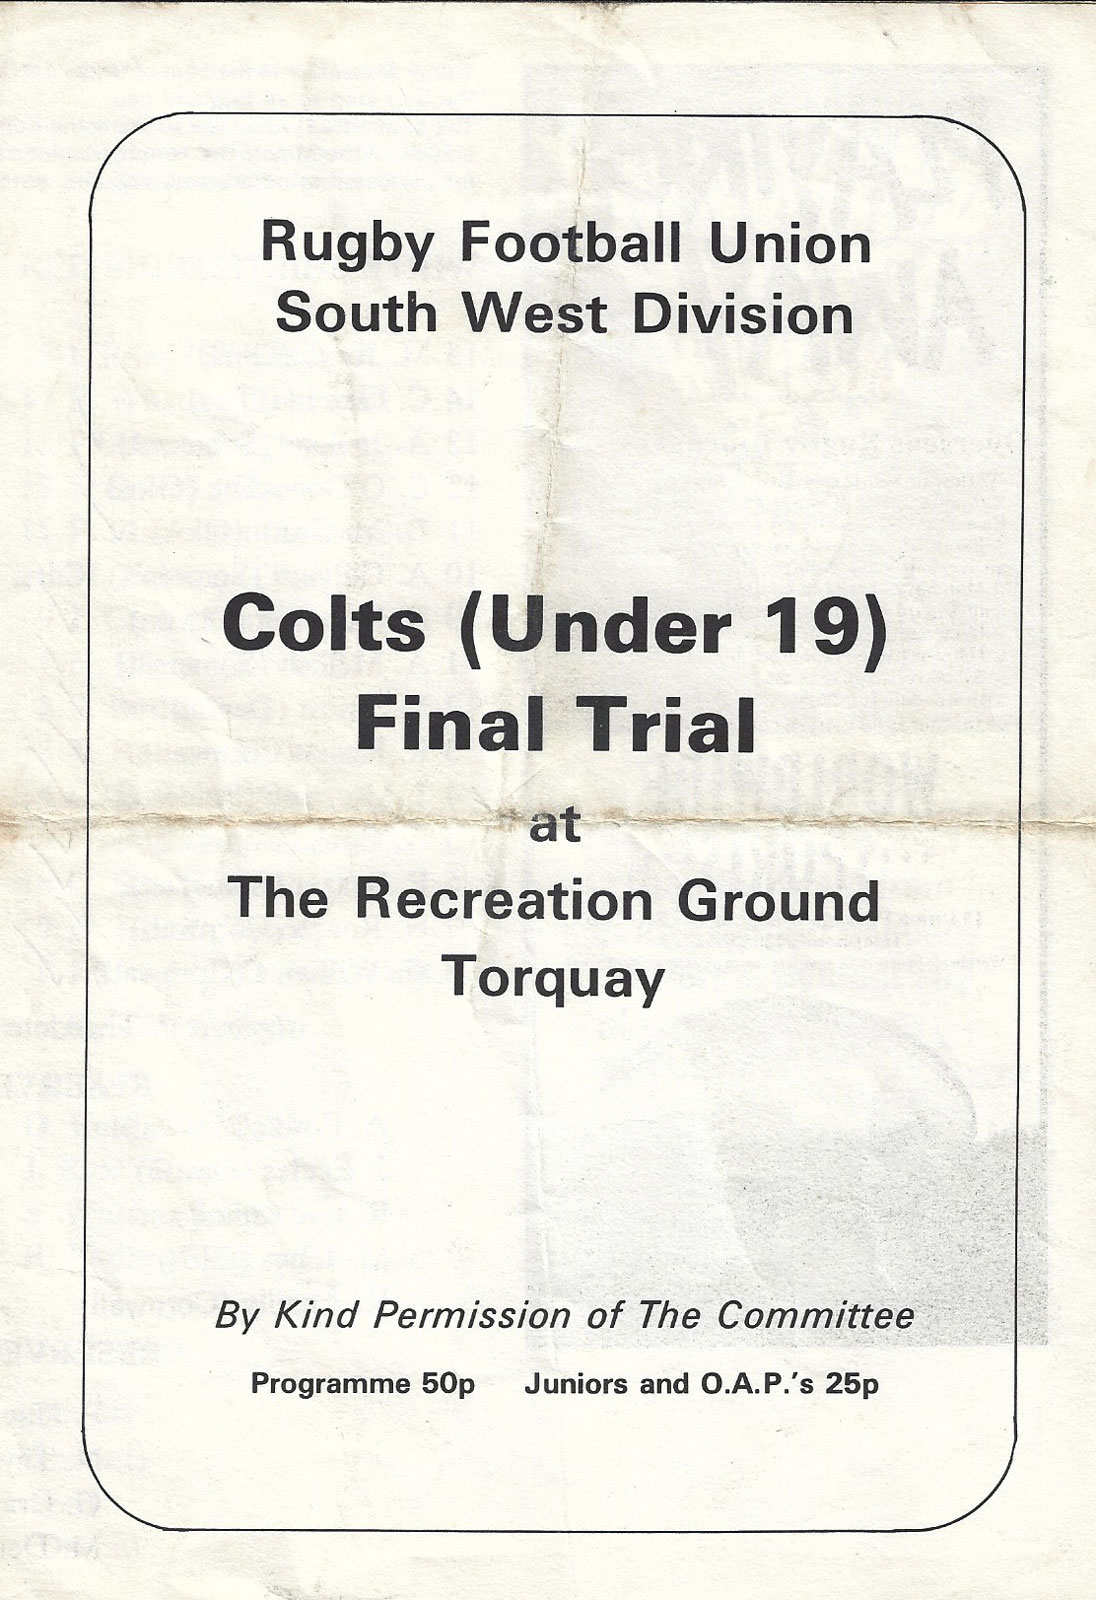 Rugby Football Union
South West Division
Colts (Under 19)
Final Trial
at
The Recreation Ground
Torquay
By Kind Permission of The Committee
Programme 50p Juniors and O.A.P.'s 25p